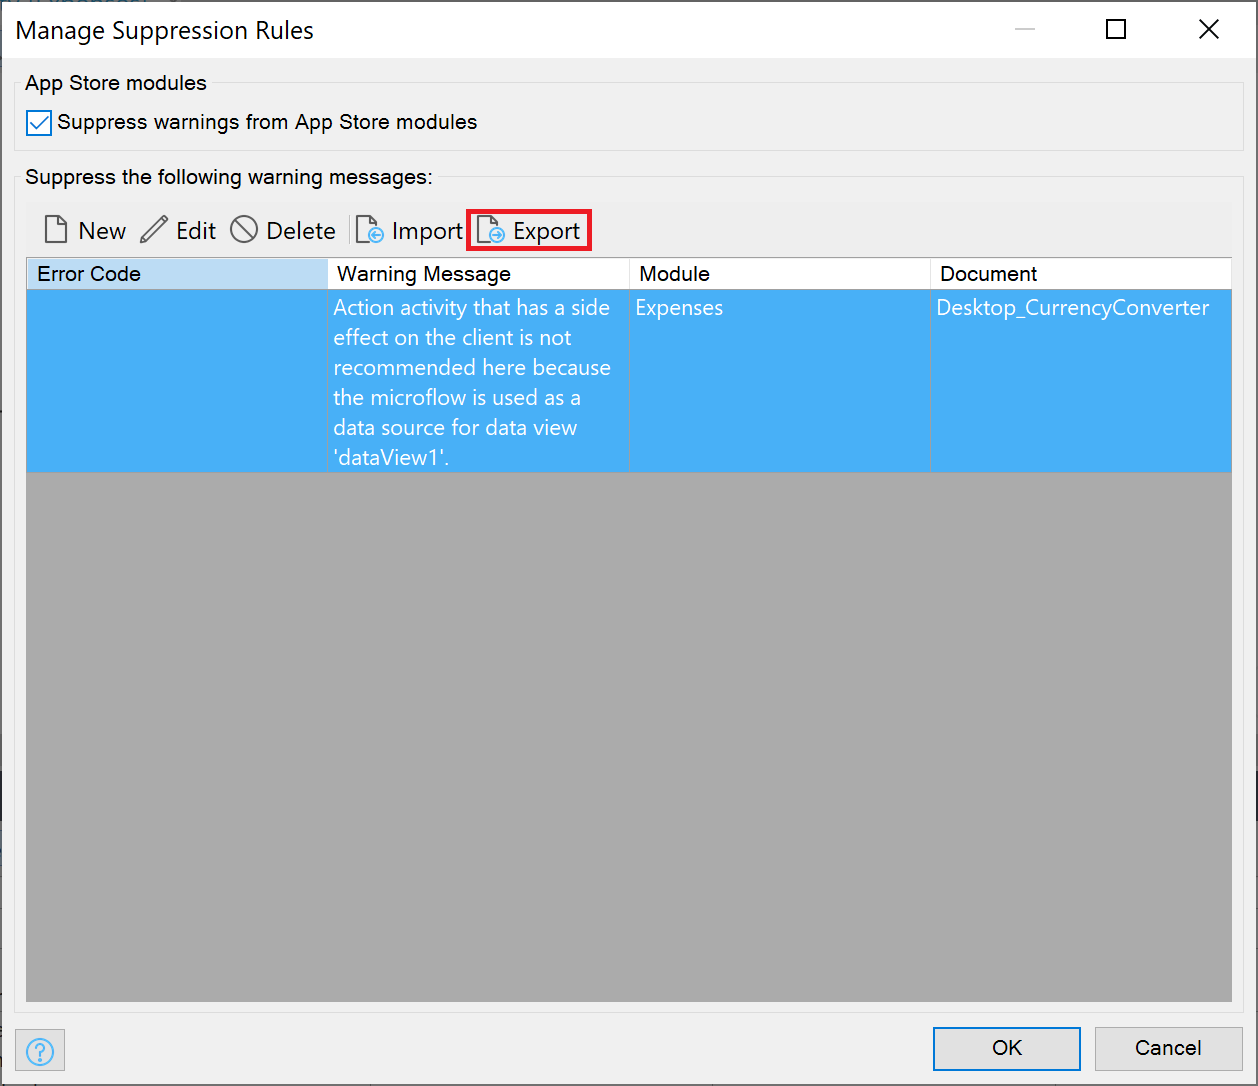 Manage Suppression Rules
App Store modules
Suppress warnings from App Store modules
Suppress the following warning messages:
New Edit Delete Import Export
Error Code Warning Message Module Document
Action activity that has a side Expenses Desktop_CurrencyConverter
effect on the client is not
recommended here because
the microflow is used as a
data source for data view
'dataView1'.
? OK Cancel